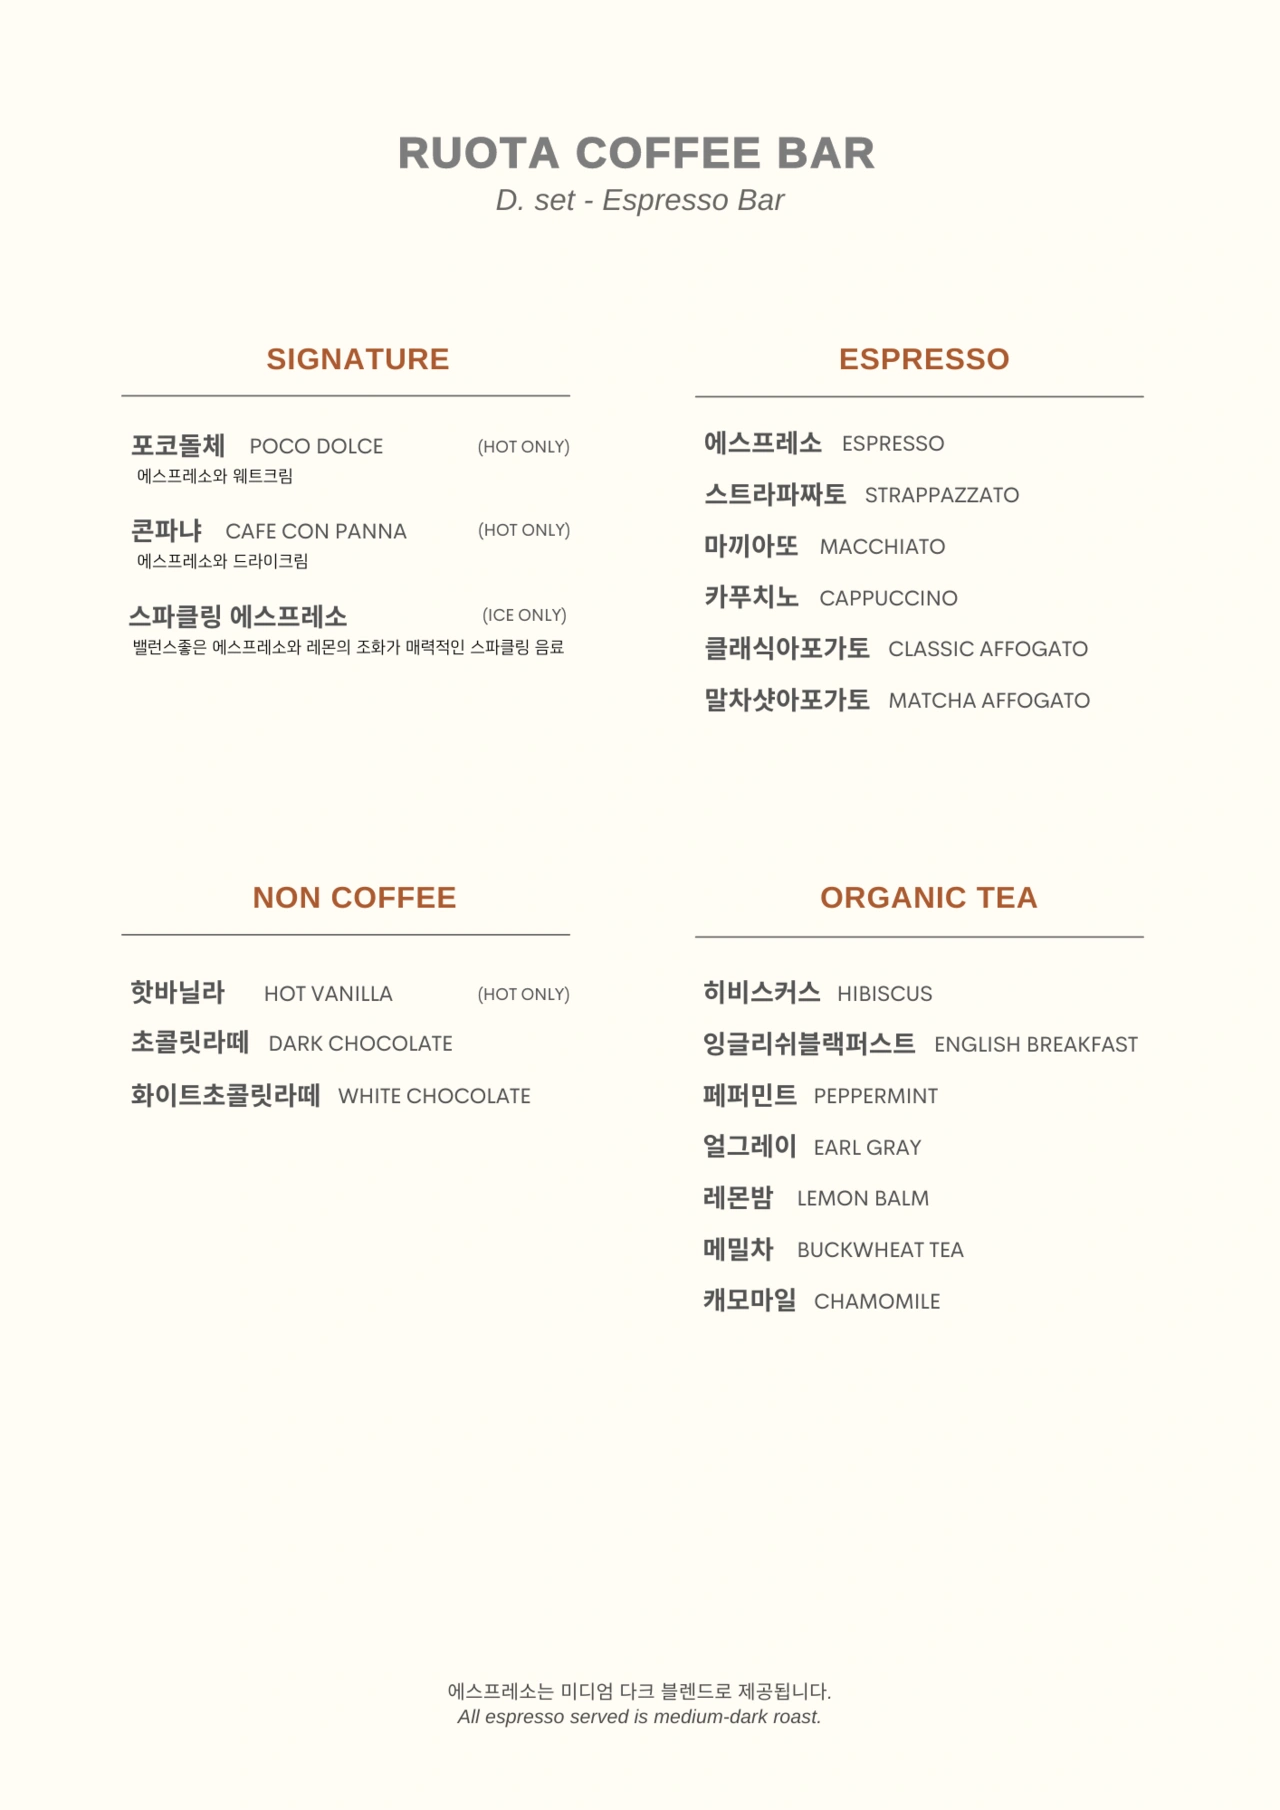 RUOTA COFFEE BAR
D. set - Espresso Bar
SIGNATURE
포코돌체 POCO DOLCE (HOT ONLY)
에스프레소와 웨트크림
콘파냐 CAFE CON PANNA (HOT ONLY)
에스프레소와 드라이크림
스파클링 에스프레소 (ICE ONLY)
밸런스좋은 에스프레소와 레몬의 조화가 매력적인 스파클링 음료
ESPRESSO
에스프레소 ESPRESSO
스트라파짜토 STRAPPAZZATO
마끼아또 MACCHIATO
카푸치노 CAPPUCCINO
클래식아포가토 CLASSIC AFFOGATO
말차샷아포가토 MATCHA AFFOGATO
NON COFFEE
핫바닐라 HOT VANILLA (HOT ONLY)
초콜릿라떼 DARK CHOCOLATE
화이트초콜릿라떼 WHITE CHOCOLATE
ORGANIC TEA
히비스커스 HIBISCUS
잉글리쉬블랙퍼스트 ENGLISH BREAKFAST
페퍼민트 PEPPERMINT
얼그레이 EARL GRAY
레몬밤 LEMON BALM
메밀차 BUCKWHEAT TEA
캐모마일 CHAMOMILE
에스프레소는 미디엄 다크 블렌드로 제공됩니다.
All espresso served is medium-dark roast.